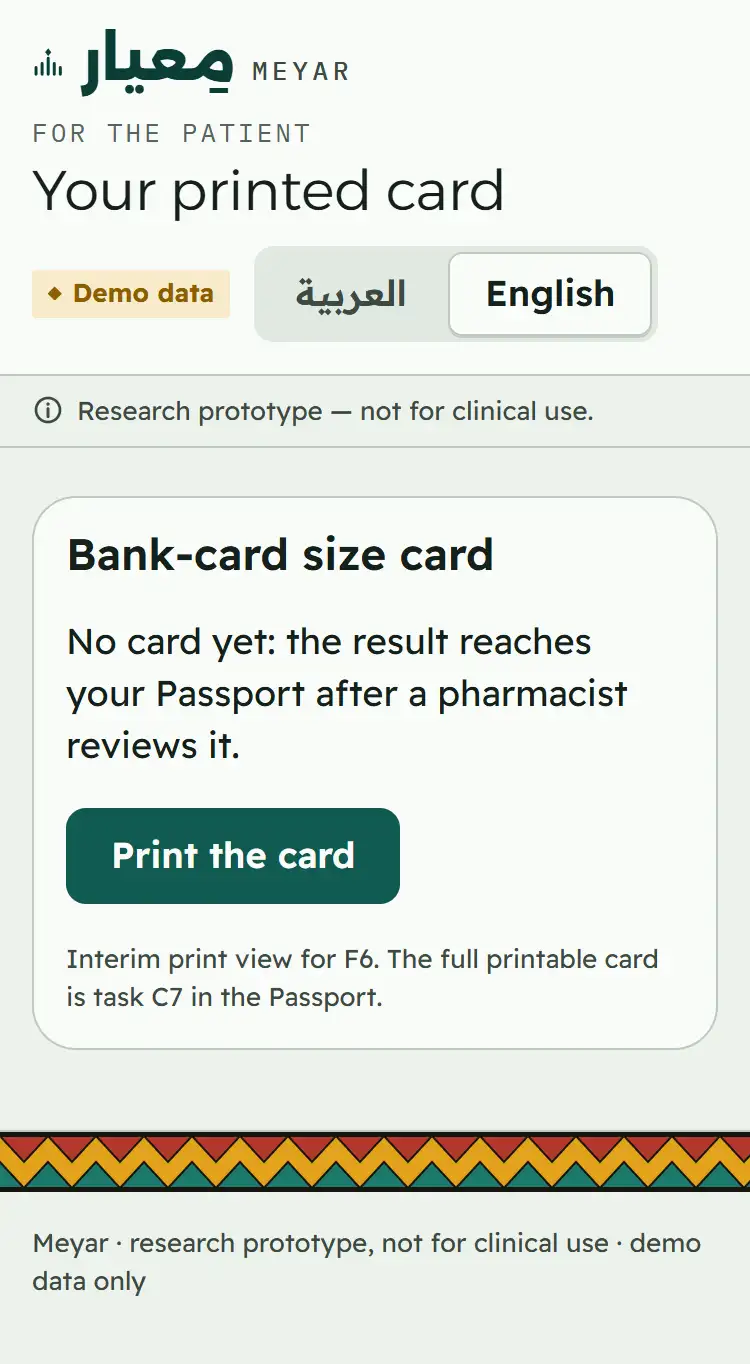 مِعيار MEYAR
FOR THE PATIENT
Your printed card
Demo data
العربية
English
Research prototype — not for clinical use.
Bank-card size card
No card yet: the result reaches
your Passport after a pharmacist
reviews it.
Print the card
Interim print view for F6. The full printable card
is task C7 in the Passport.
Meyar · research prototype, not for clinical use · demo
data only